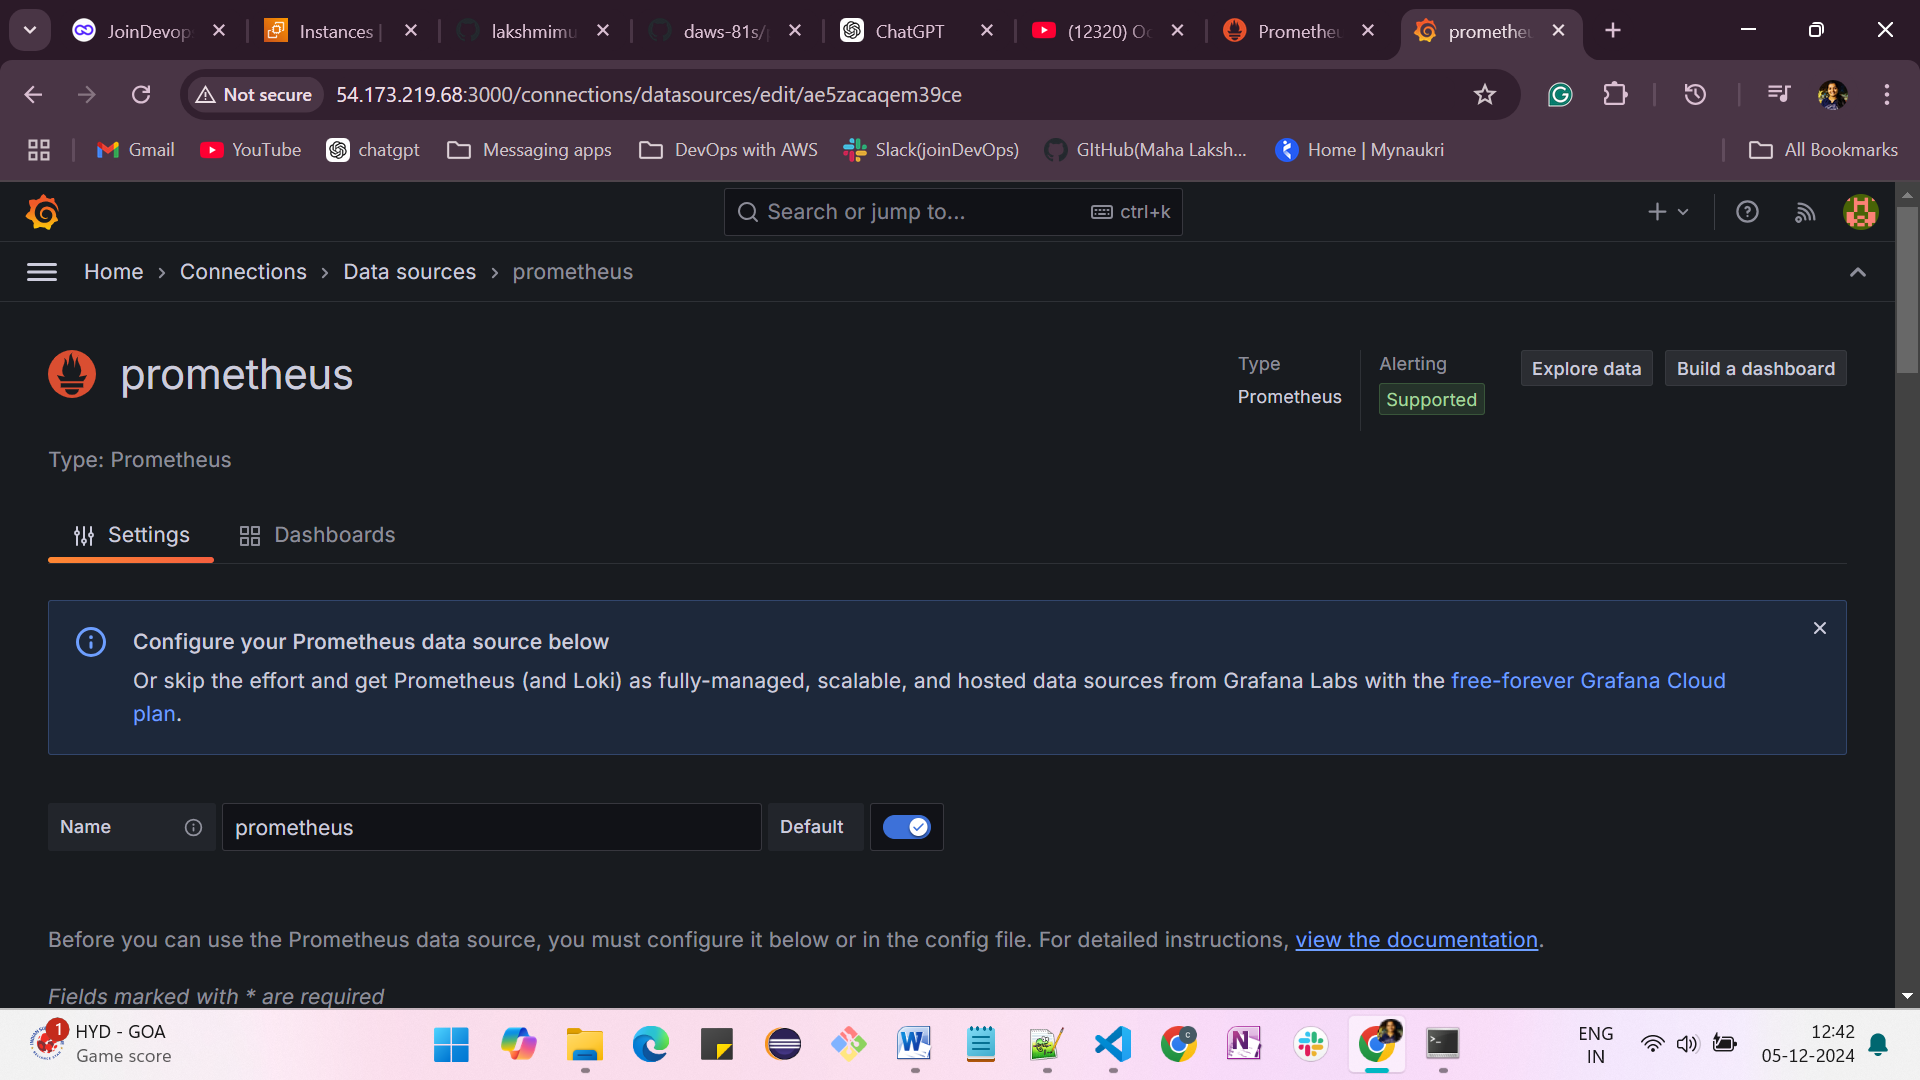 JoinDevop
Instances |
lakshmimu
daws-81s/
ChatGPT
(12320) Oc
Prometheu
prometheu
Not secure
54.173.219.68:3000/connections/datasources/edit/ae5zacaqem39ce
Gmail
YouTube
chatgpt
Messaging apps
DevOps with AWS
Slack(joinDevOps)
GItHub(Maha Laksh...
Home | Mynaukri
All Bookmarks
Search or jump to...
ctrl+k
Home > Connections > Data sources > prometheus
prometheus
Type
Prometheus
Alerting
Supported
Explore data
Build a dashboard
Type: Prometheus
Settings
Dashboards
Configure your Prometheus data source below
Or skip the effort and get Prometheus (and Loki) as fully-managed, scalable, and hosted data sources from Grafana Labs with the free-forever Grafana Cloud
plan.
Name
prometheus
Default
Before you can use the Prometheus data source, you must configure it below or in the config file. For detailed instructions, view the documentation.
Fields marked with * are required
1
HYD - GOA
Game score
ENG
IN
12:42
05-12-2024